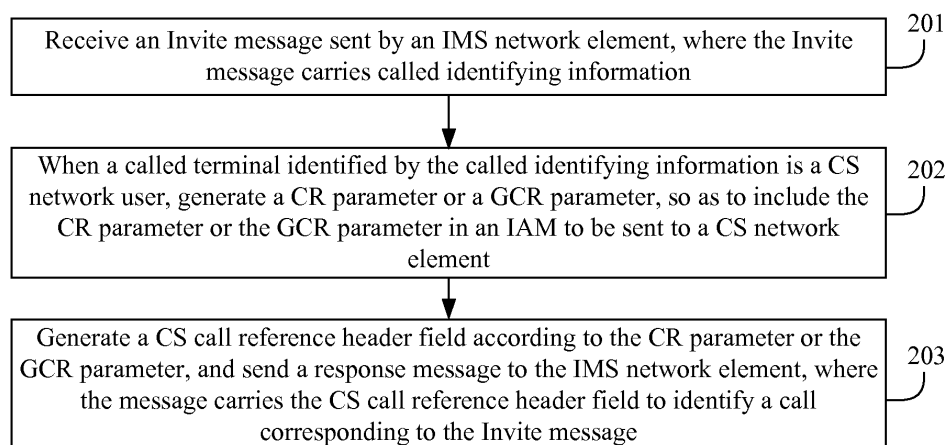 201
Receive an Invite message sent by an IMS network element, where the Invite
message carries called identifying information
202
When a called terminal identified by the called identifying information is a CS
network user, generate a CR parameter or a GCR parameter, so as to include the
CR parameter or the GCR parameter in an IAM to be sent to a CS network
element
203
Generate a CS call reference header field according to the CR parameter or the
GCR parameter, and send a response message to the IMS network element, where
the message carries the CS call reference header field to identify a call
corresponding to the Invite message